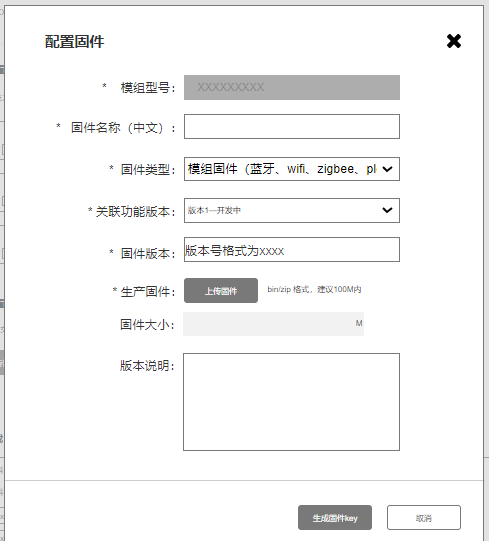 配置固件
* 模组型号： XXXXXXXXX
* 固件名称（中文）：
* 固件类型： 模组固件（蓝牙、wifi、zigbee、pl
* 关联功能版本： 版本1—开发中
* 固件版本： 版本号格式为xxxx
* 生产固件： 上传固件 bin/zip 格式，建议100M内
固件大小： M
版本说明：
生成固件key 取消